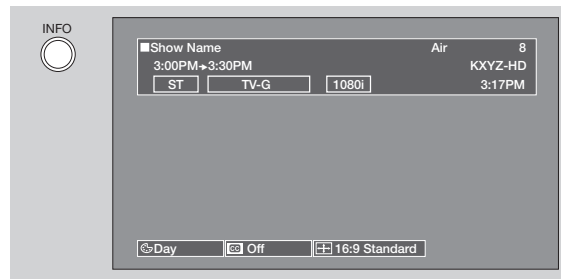 INFO
■Show Name Air 8
3:00PM→3:30PM KXYZ-HD
ST TV-G 1080i 3:17PM
Day CC Off 16:9 Standard